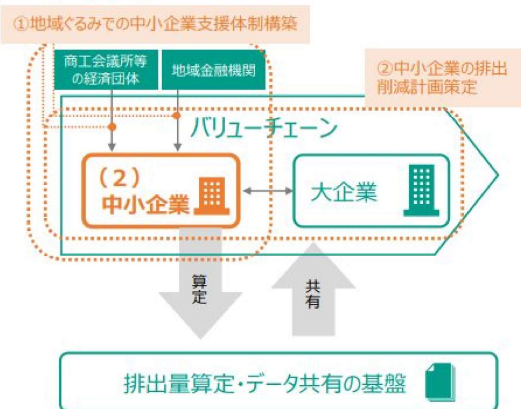 ①地域ぐるみでの中小企業支援体制構築
商工会議所等
の経済団体
地域金融機関
②中小企業の排出
削減計画策定
バリューチェーン
（２）
中小企業
大企業
算定
共有
排出量算定・データ共有の基盤